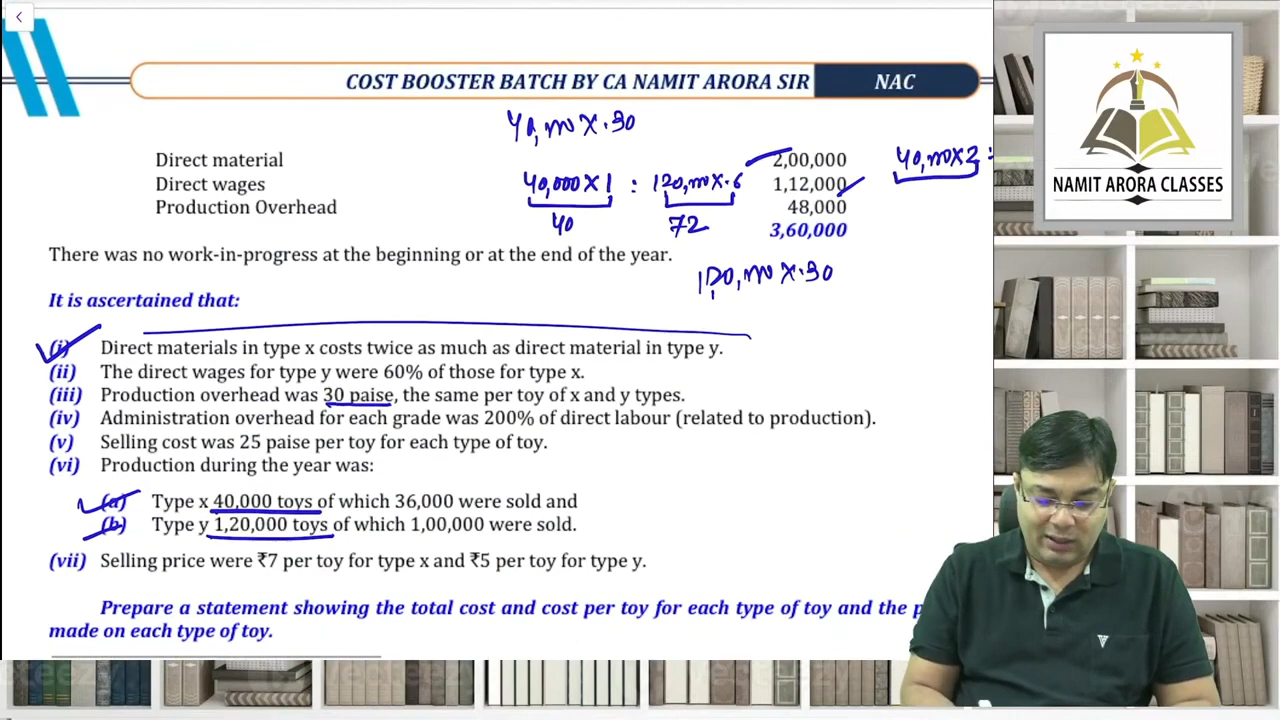 COST BOOSTER BATCH BY CA NAMIT ARORA SIR NAC
40,000 X .30
Direct material 2,00,000
40,000 X 2 =
Direct wages 40,000 X 1 : 120,000 X .6 1,12,000
Production Overhead 40 72 48,000
3,60,000
There was no work-in-progress at the beginning or at the end of the year.
120,000 X .30
It is ascertained that:
(i) Direct materials in type x costs twice as much as direct material in type y.
(ii) The direct wages for type y were 60% of those for type x.
(iii) Production overhead was 30 paise, the same per toy of x and y types.
(iv) Administration overhead for each grade was 200% of direct labour (related to production).
(v) Selling cost was 25 paise per toy for each type of toy.
(vi) Production during the year was:
(a) Type x 40,000 toys of which 36,000 were sold and
(b) Type y 1,20,000 toys of which 1,00,000 were sold.
(vii) Selling price were ₹7 per toy for type x and ₹5 per toy for type y.
Prepare a statement showing the total cost and cost per toy for each type of toy and the p
made on each type of toy.
NAMIT ARORA CLASSES